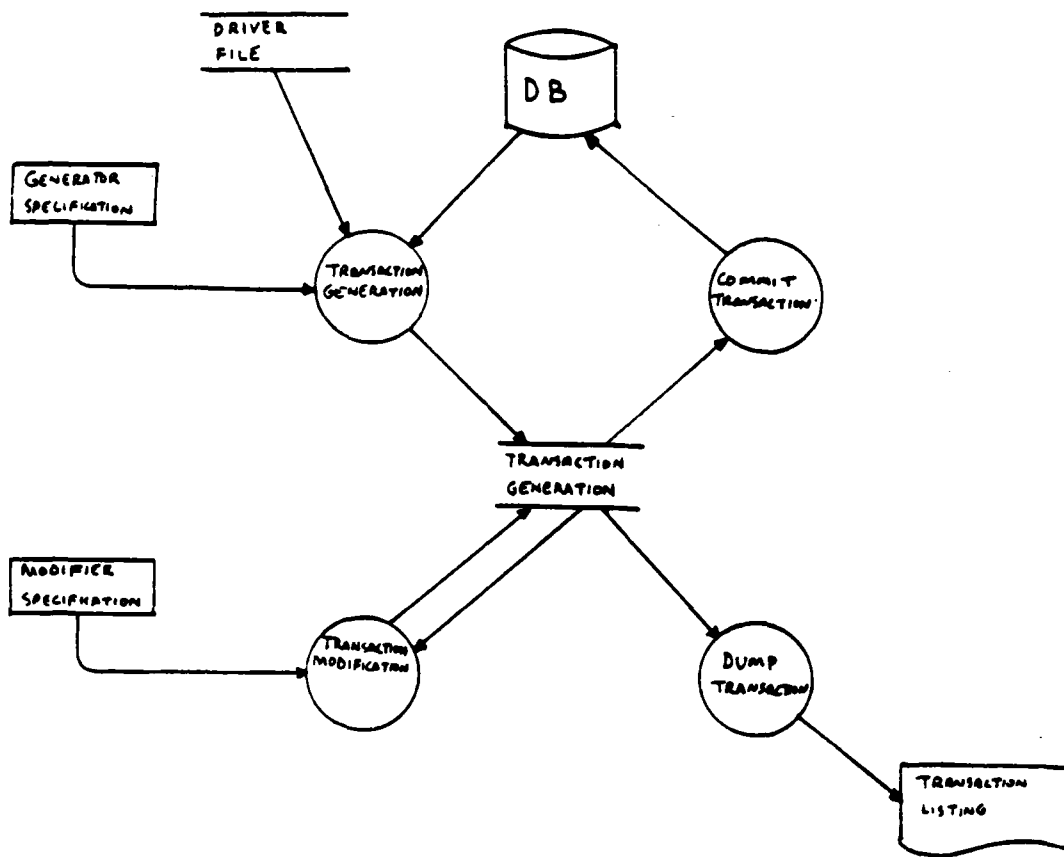 DRIVER
FILE
DB
GENERATOR
SPECIFICATION
TRANSACTION
GENERATION
COMMIT
TRANSACTION
TRANSACTION
GENERATION
MODIFIER
SPECIFICATION
TRANSACTION
MODIFICATION
DUMP
TRANSACTION
TRANSACTION
LISTING